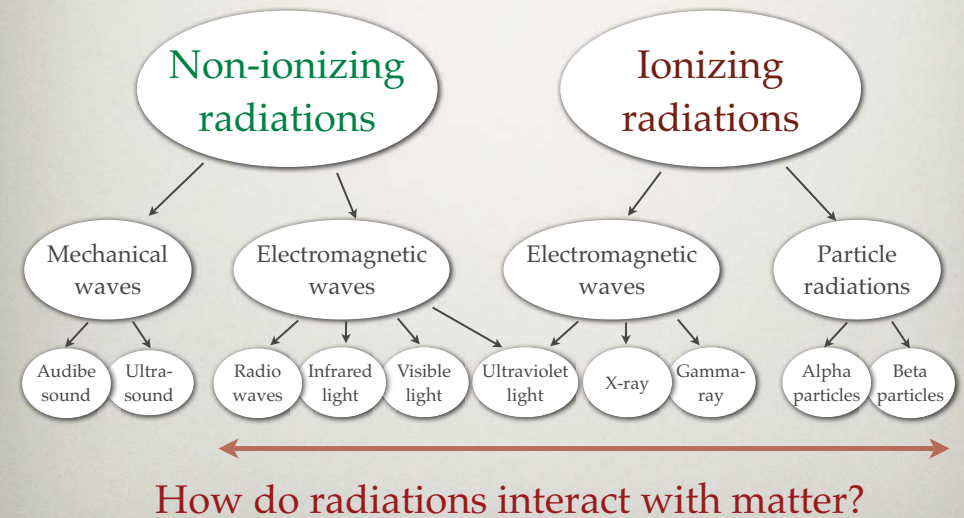 Non-ionizing
radiations
Ionizing
radiations
Mechanical
waves
Electromagnetic
waves
Electromagnetic
waves
Particle
radiations
Audibe
sound
Ultra-
sound
Radio
waves
Infrared
light
Visible
light
Ultraviolet
light
X-ray
Gamma-
ray
Alpha
particles
Beta
particles
How do radiations interact with matter?